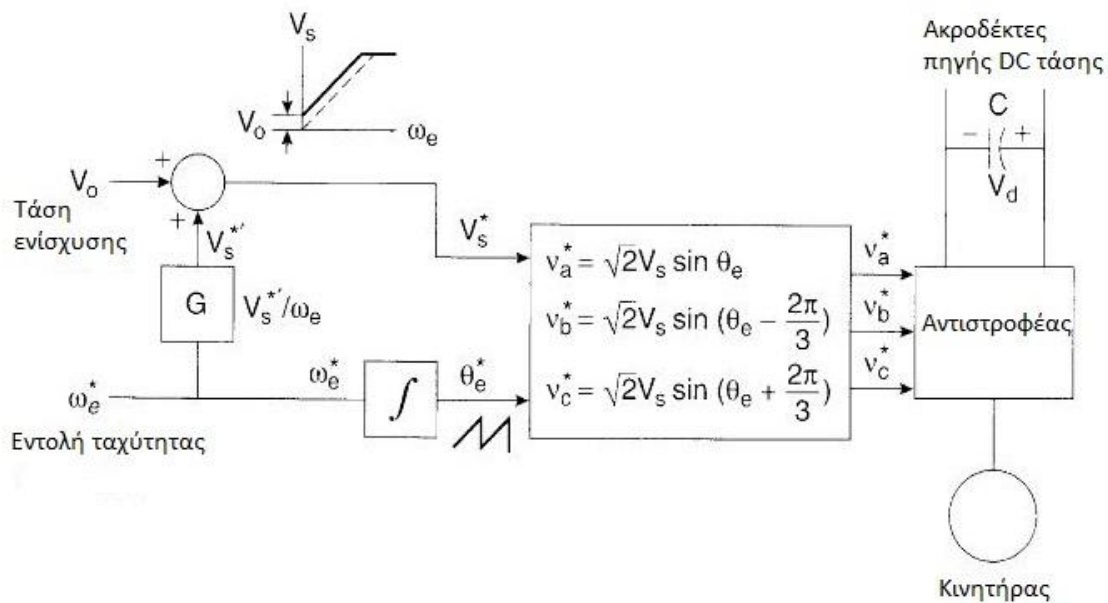 V_s
V_o
ω_e
Ακροδέκτες
πηγής DC τάσης
C
− +
V_d
V_o
+
+
Τάση
ενίσχυσης
V_s^*'
V_s^*
G
V_s^*'/ω_e
ω_e^*
Εντολή ταχύτητας
ω_e^*
∫
θ_e^*
v_a^* = √2V_s sin θ_e
v_b^* = √2V_s sin (θ_e − 2π/3)
v_c^* = √2V_s sin (θ_e + 2π/3)
v_a^*
v_b^*
v_c^*
Αντιστροφέας
Κινητήρας